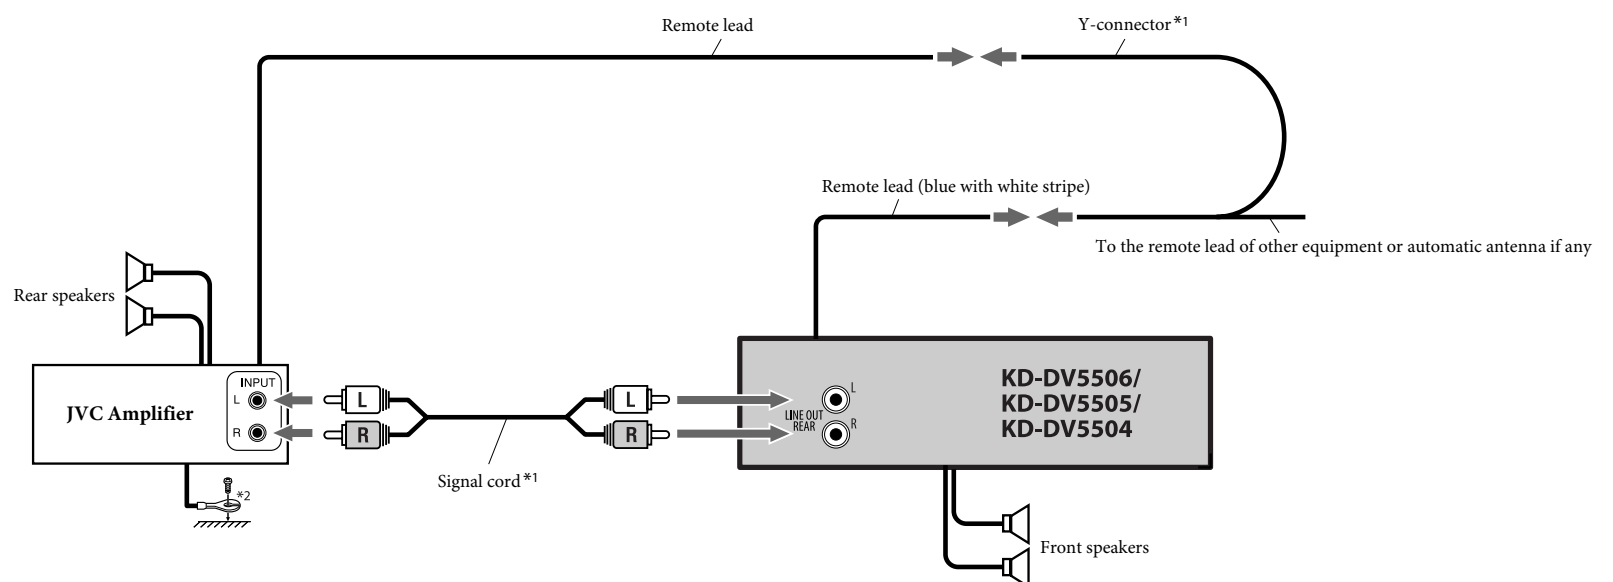 Remote lead
Y-connector*1
Remote lead (blue with white stripe)
To the remote lead of other equipment or automatic antenna if any
Rear speakers
JVC Amplifier
INPUT
L
R
L
R
L
R
LINE OUT
REAR
L
R
KD-DV5506/
KD-DV5505/
KD-DV5504
Signal cord*1
*2
Front speakers